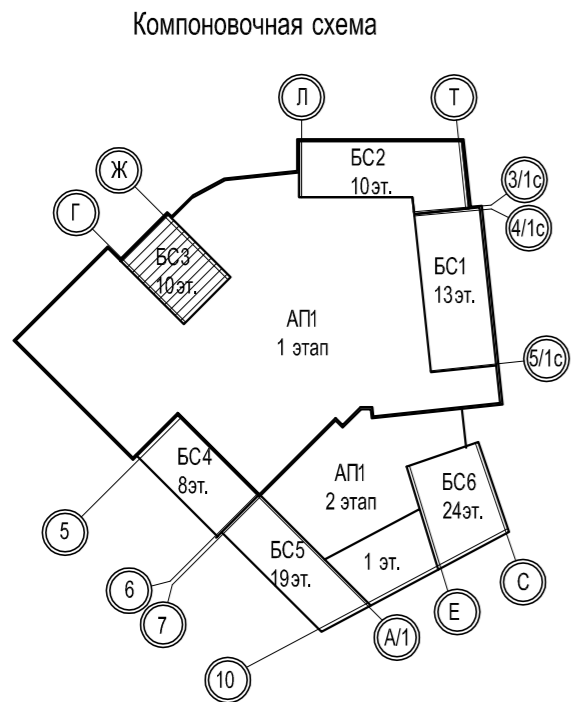 Компоновочная схема
Л
Т
Ж
БС2
10эт.
3/1с
4/1с
Г
БС3
10эт.
БС1
13эт.
АП1
1 этап
5/1с
БС4
8эт.
АП1
2 этап
БС6
24эт.
5
БС5
19эт.
1 эт.
6
7
Е
С
А/1
10